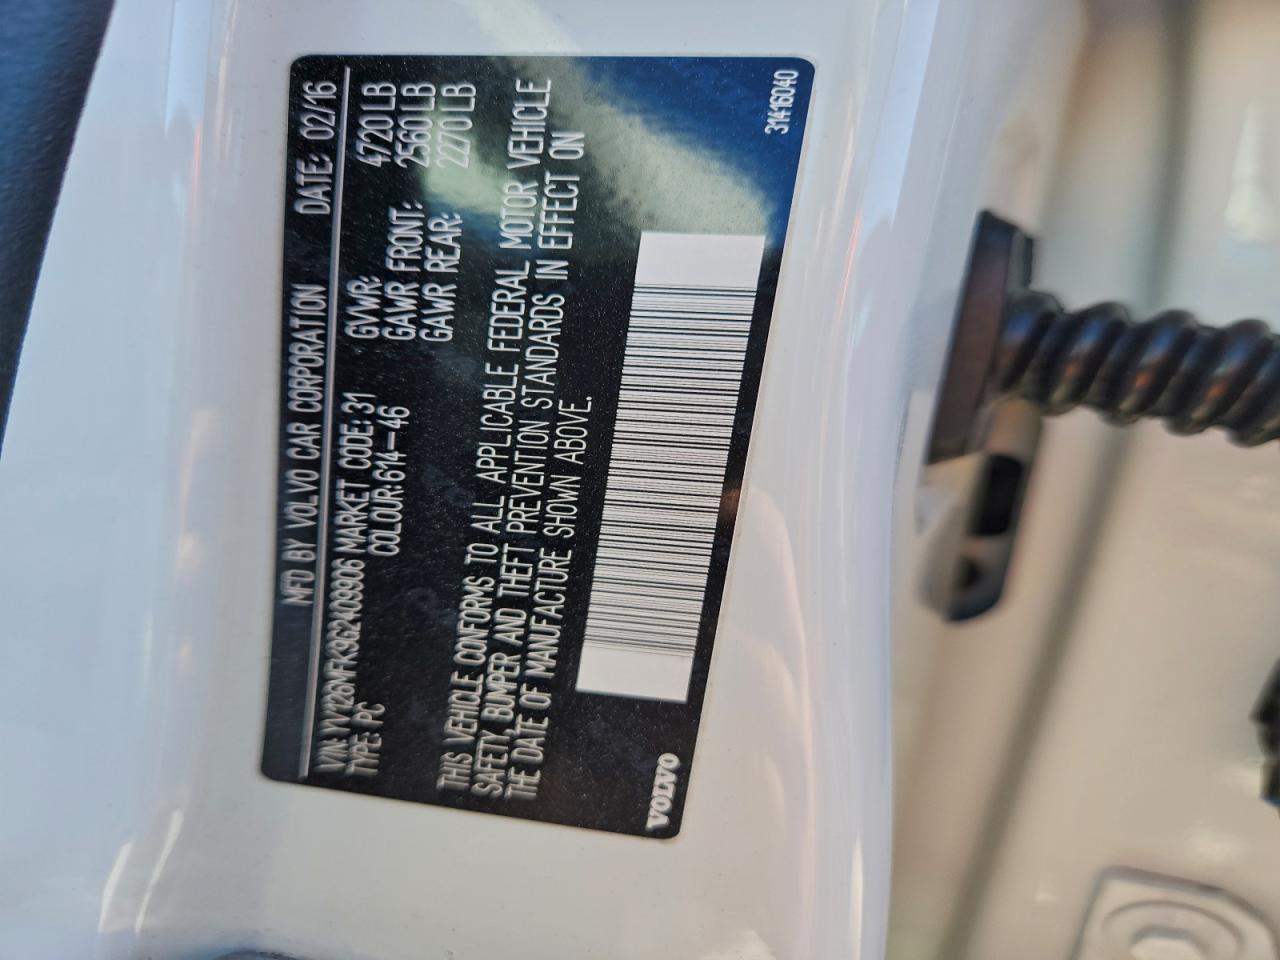 MFD BY VOLVO CAR CORPORATION DATE: 02/16
VIN: YV126MFK9G2409906 MARKET CODE: 31 GVWR: 4720 LB
TYPE: PC COLOUR: 614-46 GAWR FRONT: 2560 LB
GAWR REAR: 2270 LB
THIS VEHICLE CONFORMS TO ALL APPLICABLE FEDERAL MOTOR VEHICLE
SAFETY, BUMPER AND THEFT PREVENTION STANDARDS IN EFFECT ON
THE DATE OF MANUFACTURE SHOWN ABOVE.
VOLVO
31416040